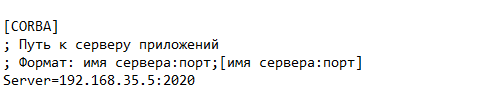 [CORBA]
; Путь к серверу приложений
; Формат: имя сервера:порт;[имя сервера:порт]
Server=192.168.35.5:2020